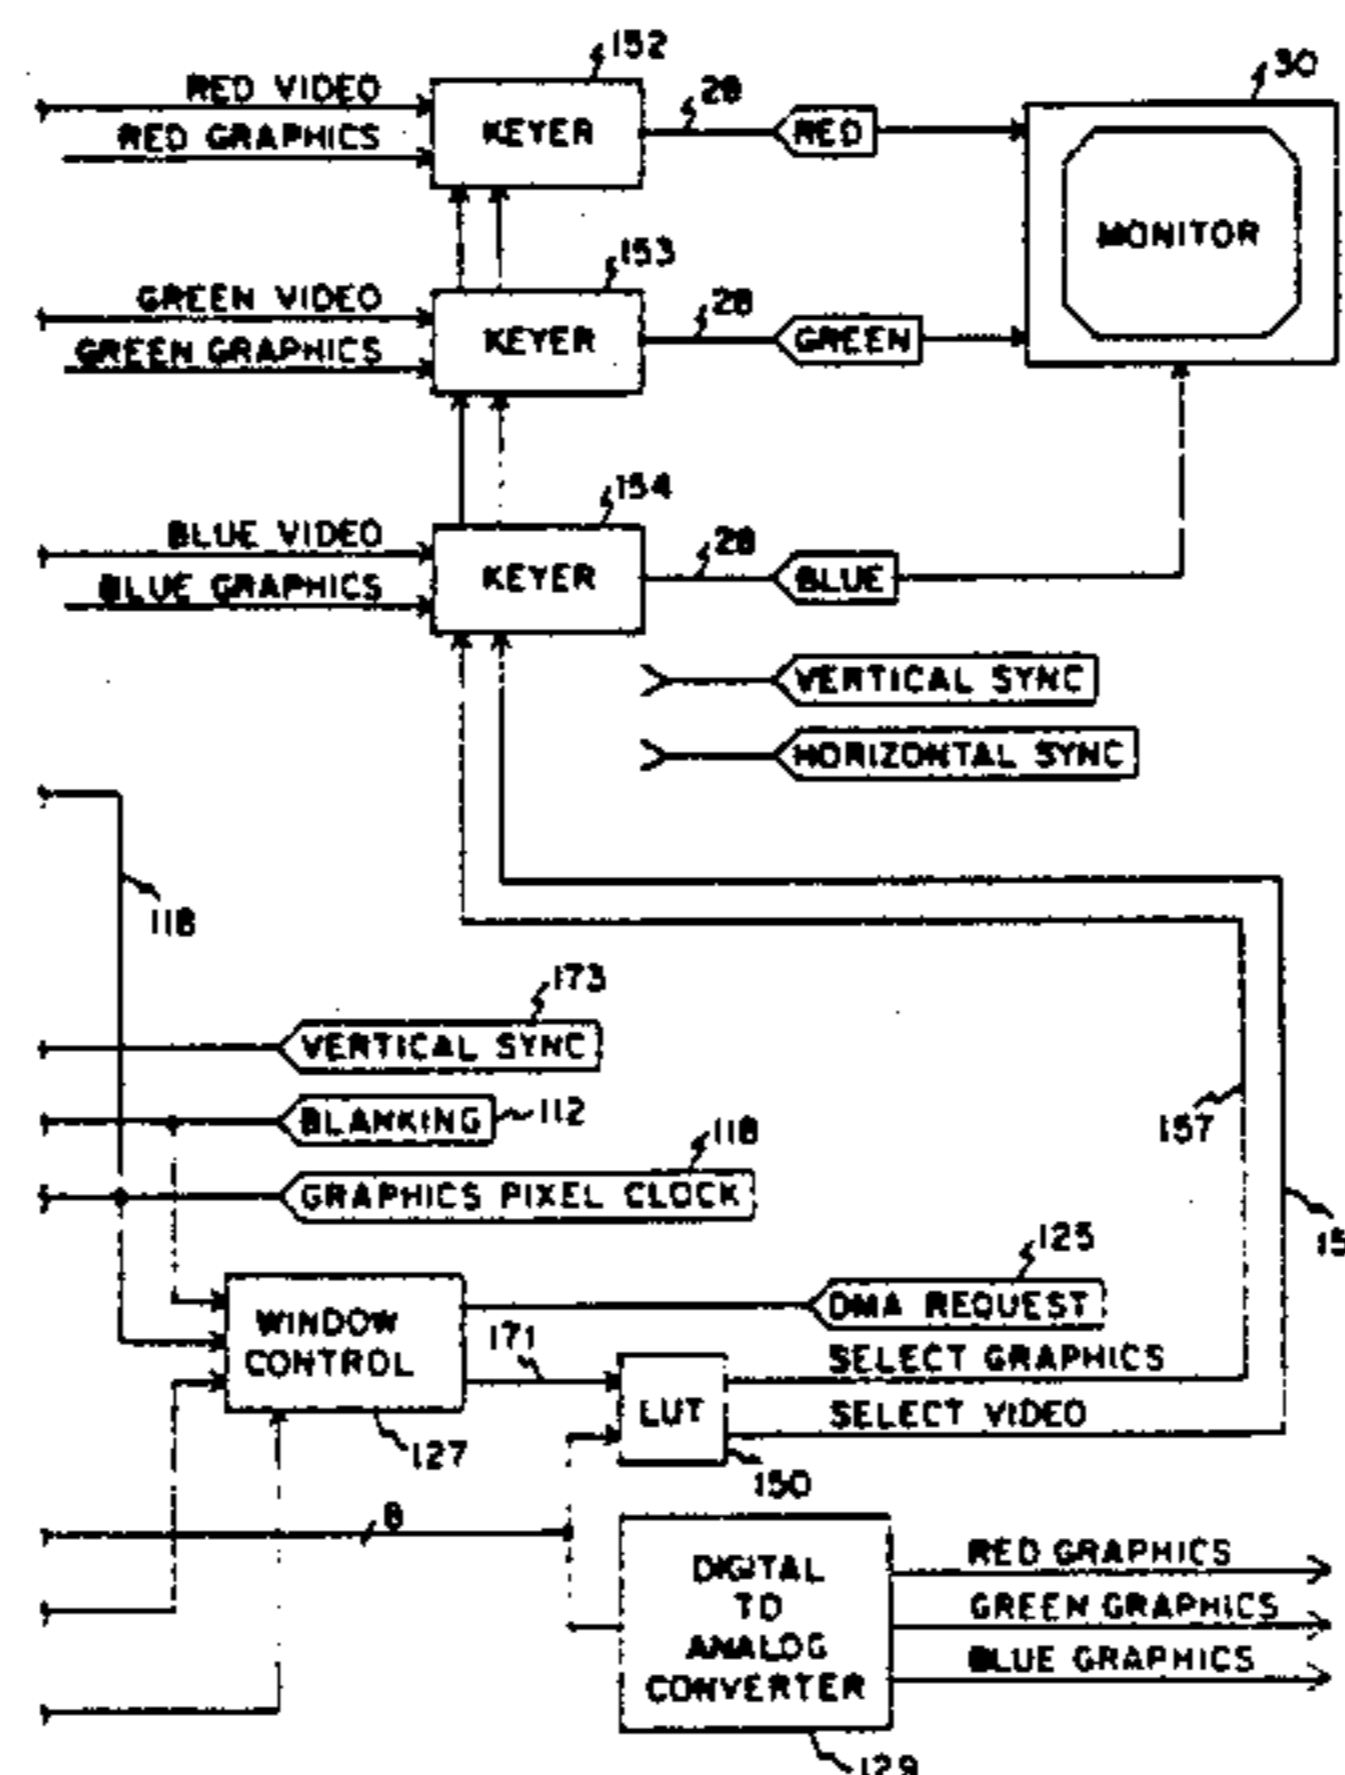 152
30
RED VIDEO
KEYER
28
RED
RED GRAPHICS
MONITOR
153
GREEN VIDEO
KEYER
28
GREEN
GREEN GRAPHICS
154
BLUE VIDEO
KEYER
28
BLUE
BLUE GRAPHICS
VERTICAL SYNC
HORIZONTAL SYNC
118
173
VERTICAL SYNC
BLANKING
112
157
118
GRAPHICS PIXEL CLOCK
15
125
DMA REQUEST
WINDOW
CONTROL
171
SELECT GRAPHICS
LUT
SELECT VIDEO
127
150
8
DIGITAL
TO
ANALOG
CONVERTER
RED GRAPHICS
GREEN GRAPHICS
BLUE GRAPHICS
129